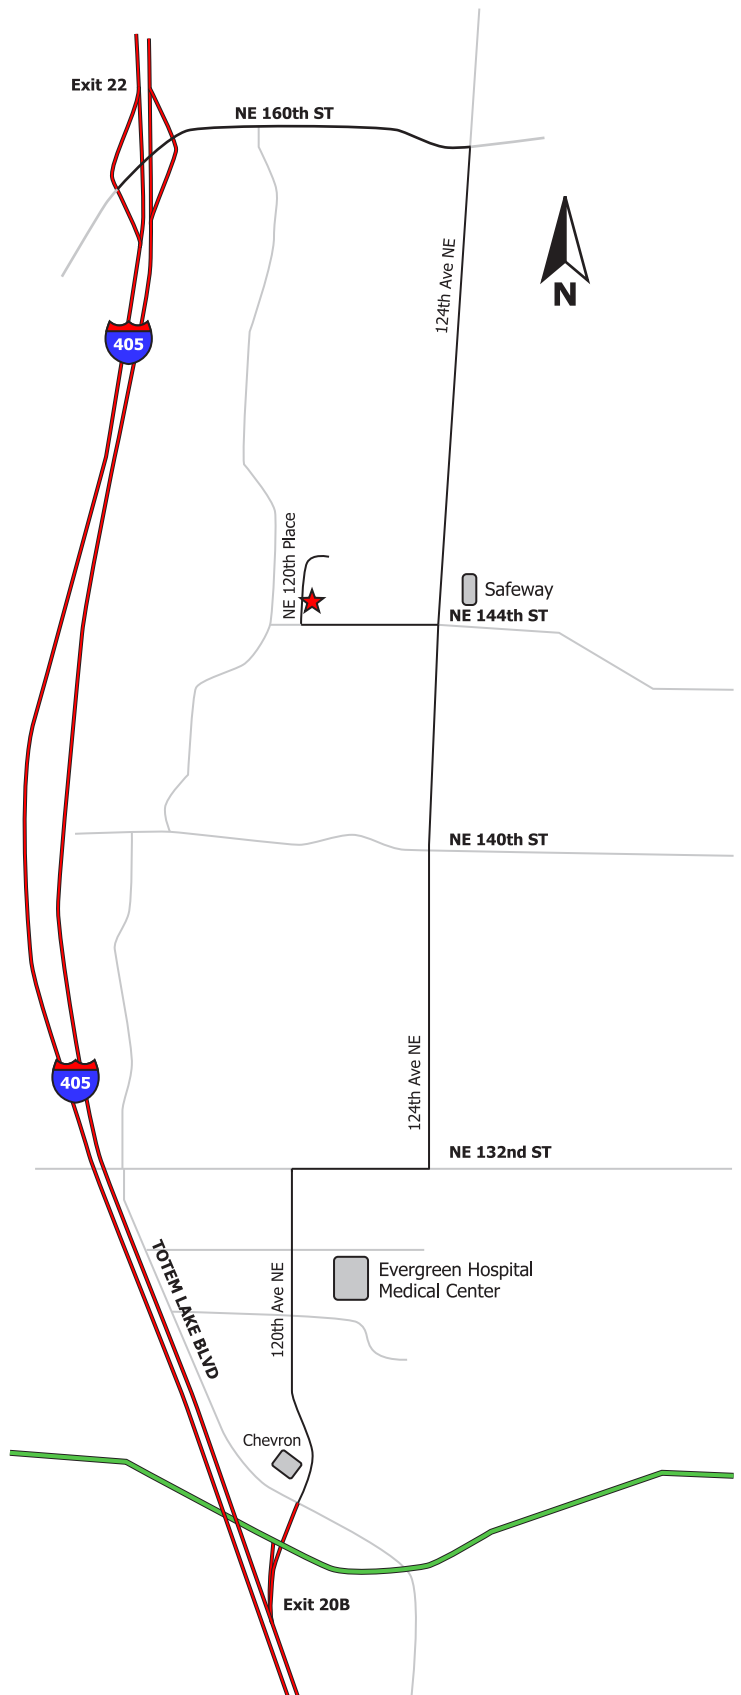 Exit 22
NE 160th ST
124th Ave NE
N
405
NE 120th Place
Safeway
NE 144th ST
NE 140th ST
124th Ave NE
405
NE 132nd ST
TOTEM LAKE BLVD
120th Ave NE
Evergreen Hospital
Medical Center
Chevron
Exit 20B